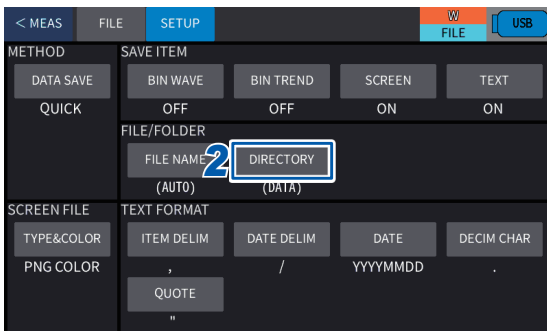 < MEAS FILE SETUP W FILE USB
METHOD SAVE ITEM
DATA SAVE BIN WAVE BIN TREND SCREEN TEXT
QUICK OFF OFF ON ON
FILE/FOLDER
FILE NAME 2 DIRECTORY
(AUTO) (DATA)
SCREEN FILE TEXT FORMAT
TYPE&COLOR ITEM DELIM DATE DELIM DATE DECIM CHAR
PNG COLOR , / YYYYMMDD .
QUOTE
"